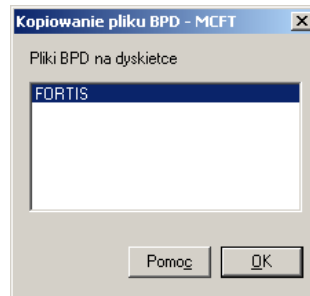 Kopiowanie pliku BPD - MCFT
Pliki BPD na dyskietce
FORTIS
Pomoc OK